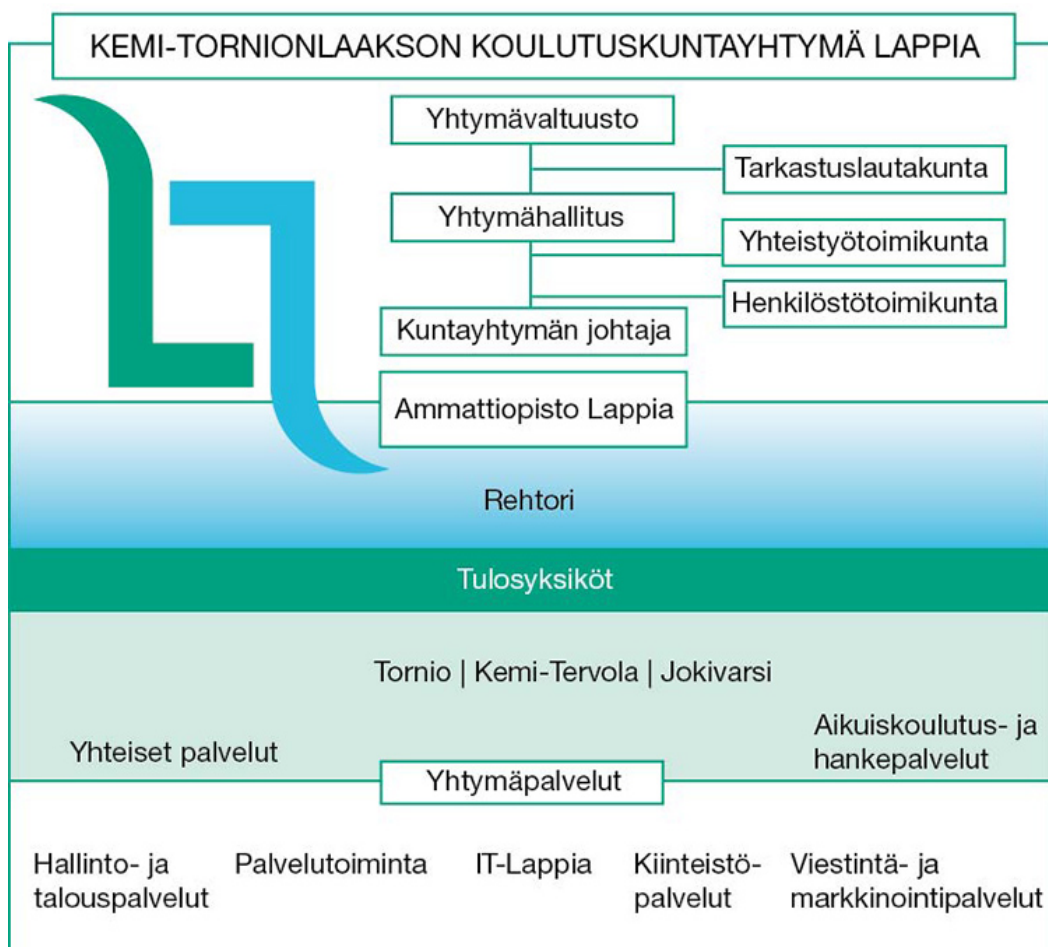 KEMI-TORNIONLAAKSON KOULUTUSKUNTAYHTYMÄ LAPPIA
Yhtymävaltuusto
Tarkastuslautakunta
Yhtymähallitus
Yhteistyötoimikunta
Henkilöstötoimikunta
Kuntayhtymän johtaja
Ammattiopisto Lappia
Rehtori
Tulosyksiköt
Tornio | Kemi-Tervola | Jokivarsi
Yhteiset palvelut
Aikuiskoulutus- ja
hankepalvelut
Yhtymäpalvelut
Hallinto- ja
talouspalvelut
Palvelutoiminta
IT-Lappia
Kiinteistö-
palvelut
Viestintä- ja
markkinointipalvelut